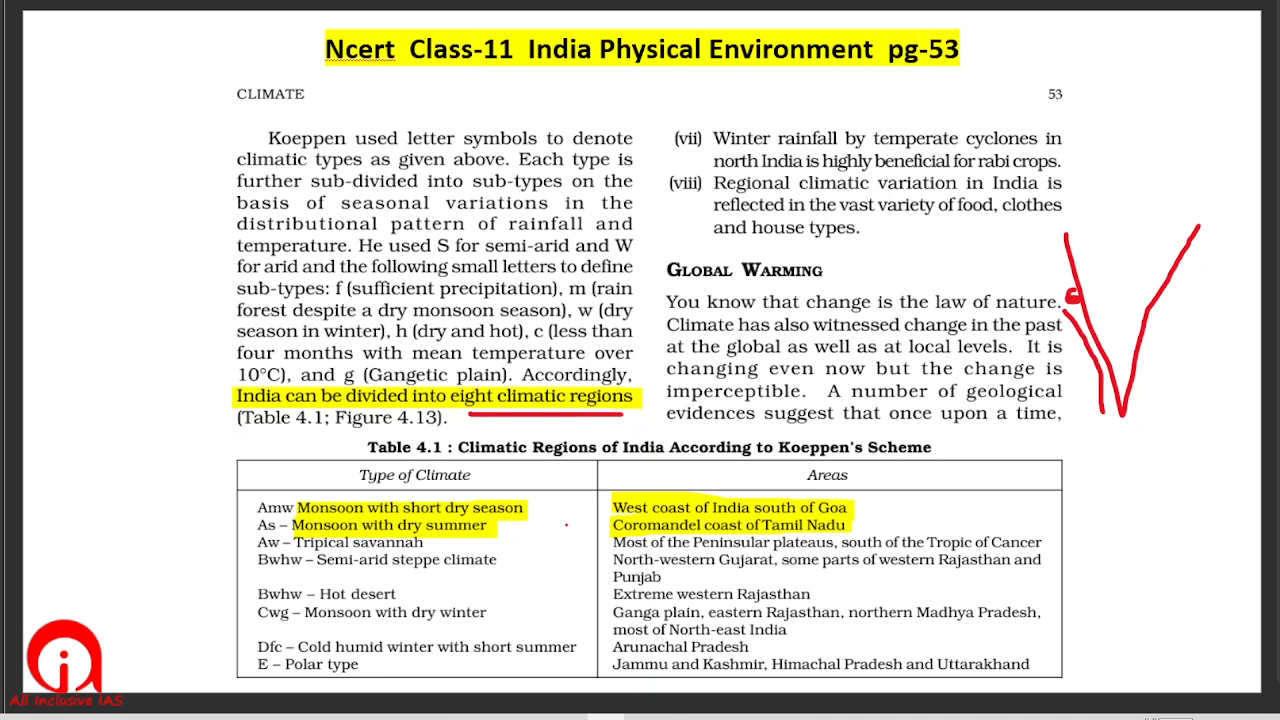 Ncert Class-11 India Physical Environment pg-53
CLIMATE
53
Koeppen used letter symbols to denote
climatic types as given above. Each type is
further sub-divided into sub-types on the
basis of seasonal variations in the
distributional pattern of rainfall and
temperature. He used S for semi-arid and W
for arid and the following small letters to define
sub-types: f (sufficient precipitation), m (rain
forest despite a dry monsoon season), w (dry
season in winter), h (dry and hot), c (less than
four months with mean temperature over
10°C), and g (Gangetic plain). Accordingly,
India can be divided into eight climatic regions
(Table 4.1; Figure 4.13).
(vii) Winter rainfall by temperate cyclones in
north India is highly beneficial for rabi crops.
(viii) Regional climatic variation in India is
reflected in the vast variety of food, clothes
and house types.
GLOBAL WARMING
You know that change is the law of nature.
Climate has also witnessed change in the past
at the global as well as at local levels. It is
changing even now but the change is
imperceptible. A number of geological
evidences suggest that once upon a time,
Table 4.1 : Climatic Regions of India According to Koeppen's Scheme
Type of Climate
Areas
Amw Monsoon with short dry season
West coast of India south of Goa
As – Monsoon with dry summer
Coromandel coast of Tamil Nadu
Aw – Tripical savannah
Most of the Peninsular plateaus, south of the Tropic of Cancer
Bwhw – Semi-arid steppe climate
North-western Gujarat, some parts of western Rajasthan and
Punjab
Bwhw – Hot desert
Extreme western Rajasthan
Cwg – Monsoon with dry winter
Ganga plain, eastern Rajasthan, northern Madhya Pradesh,
most of North-east India
Dfc – Cold humid winter with short summer
Arunachal Pradesh
E – Polar type
Jammu and Kashmir, Himachal Pradesh and Uttarakhand
All Inclusive IAS